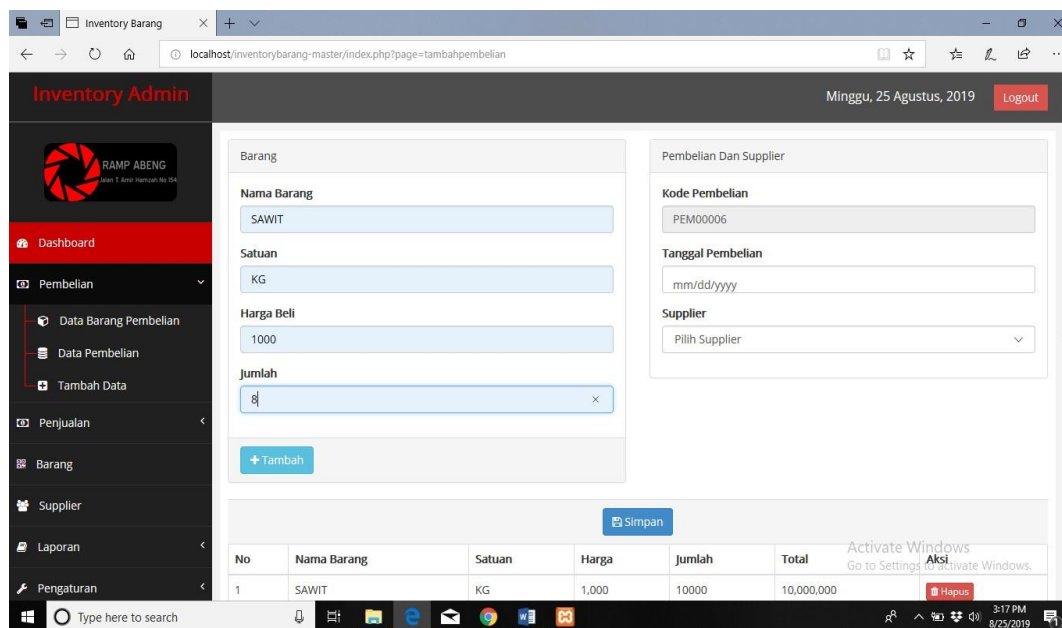 Inventory Barang
localhost/inventorybarang-master/index.php?page=tambahpembelian
Inventory Admin
Minggu, 25 Agustus, 2019
Logout
RAMP ABENG
Jalan T. Amir Hamzah No 154
Dashboard
Pembelian
Data Barang Pembelian
Data Pembelian
Tambah Data
Penjualan
Barang
Supplier
Laporan
Pengaturan
Barang
Nama Barang
SAWIT
Satuan
KG
Harga Beli
1000
Jumlah
8
Tambah
Pembelian Dan Supplier
Kode Pembelian
PEM00006
Tanggal Pembelian
mm/dd/yyyy
Supplier
Pilih Supplier
Simpan
No Nama Barang Satuan Harga Jumlah Total Aksi
1 SAWIT KG 1,000 10000 10,000,000 Hapus
Activate Windows
Go to Settings to activate Windows.
Type here to search
3:17 PM
8/25/2019